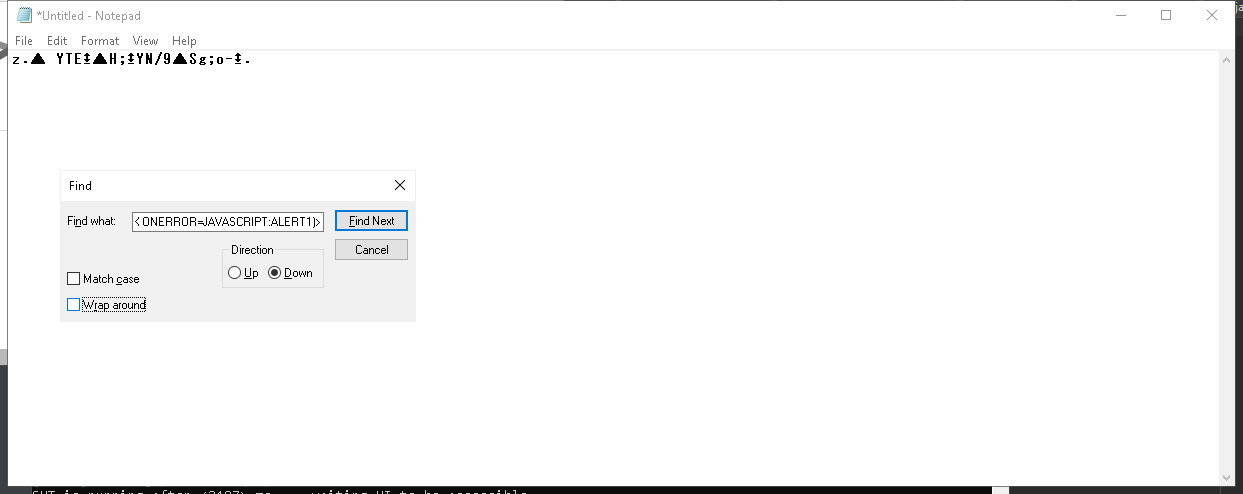 *Untitled - Notepad
File Edit Format View Help
z.▲ YTE‡▲H;‡YN/9▲Sg;o-‡.
Find
Find what: < ONERROR=JAVASCRIPT:ALERT1)>
Find Next
Direction
Cancel
Up Down
Match case
Wrap around